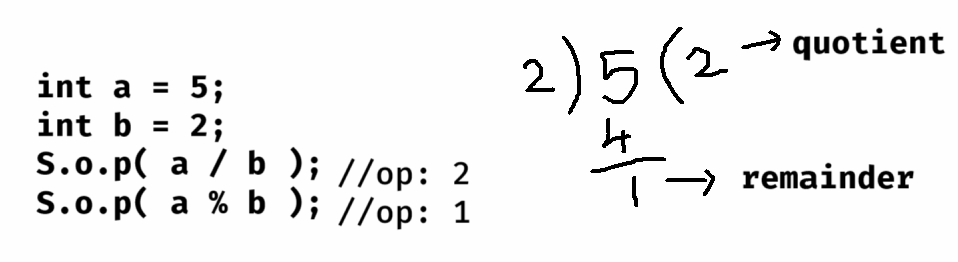 int a = 5;
int b = 2;
S.o.p( a / b ); //op: 2
S.o.p( a % b ); //op: 1
2 ) 5 ( 2 → quotient
4
1 → remainder